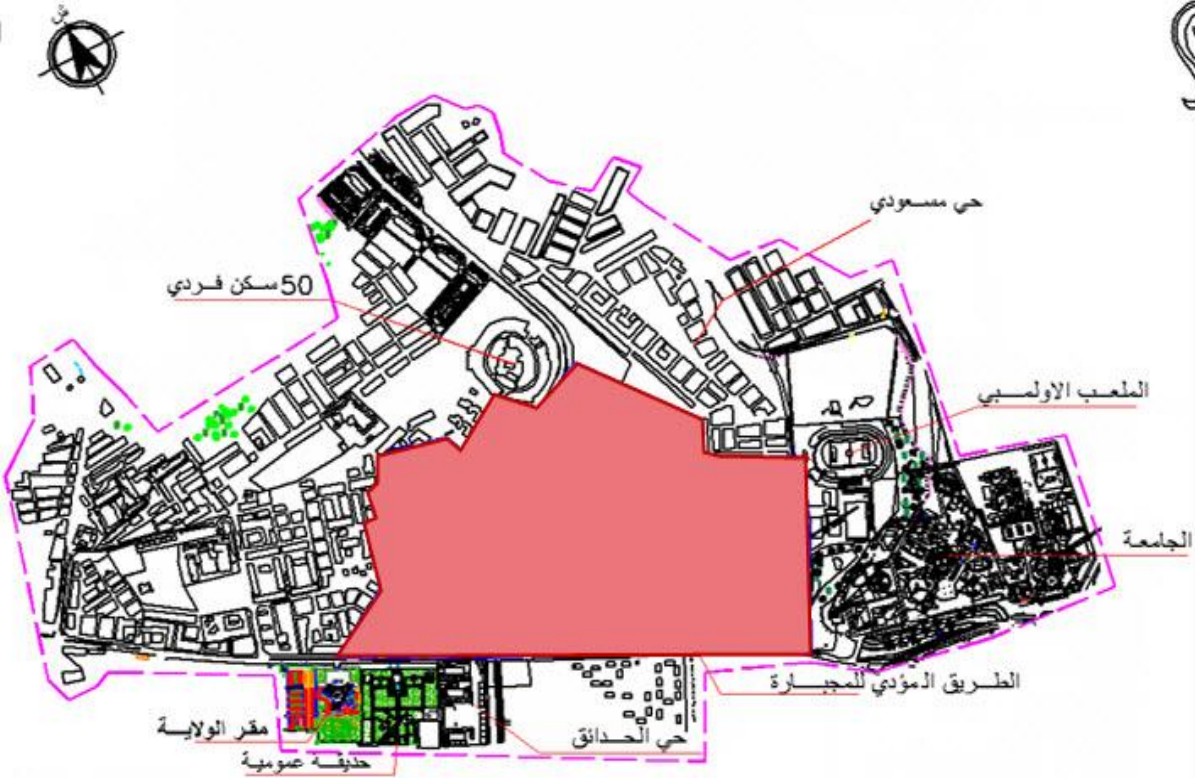 ش
حي مسعودي
50 سكن فردي
الملعب الاولمبي
الجامعة
الطريق المؤدي للمجبارة
مقر الولاية
حي الحدائق
حديقة عمومية